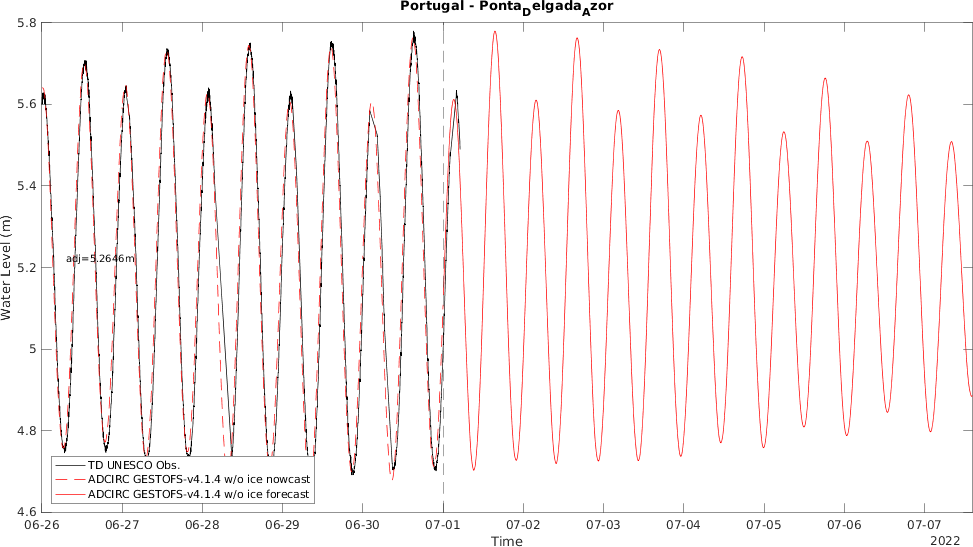 Portugal - PontaDelgadaAzor
5.8
5.6
5.4
5.2
5
4.8
4.6
Water Level (m)
adj=5.2646m
TD UNESCO Obs.
ADCIRC GESTOFS-v4.1.4 w/o ice nowcast
ADCIRC GESTOFS-v4.1.4 w/o ice forecast
06-26 06-27 06-28 06-29 06-30 07-01 07-02 07-03 07-04 07-05 07-06 07-07
Time
2022